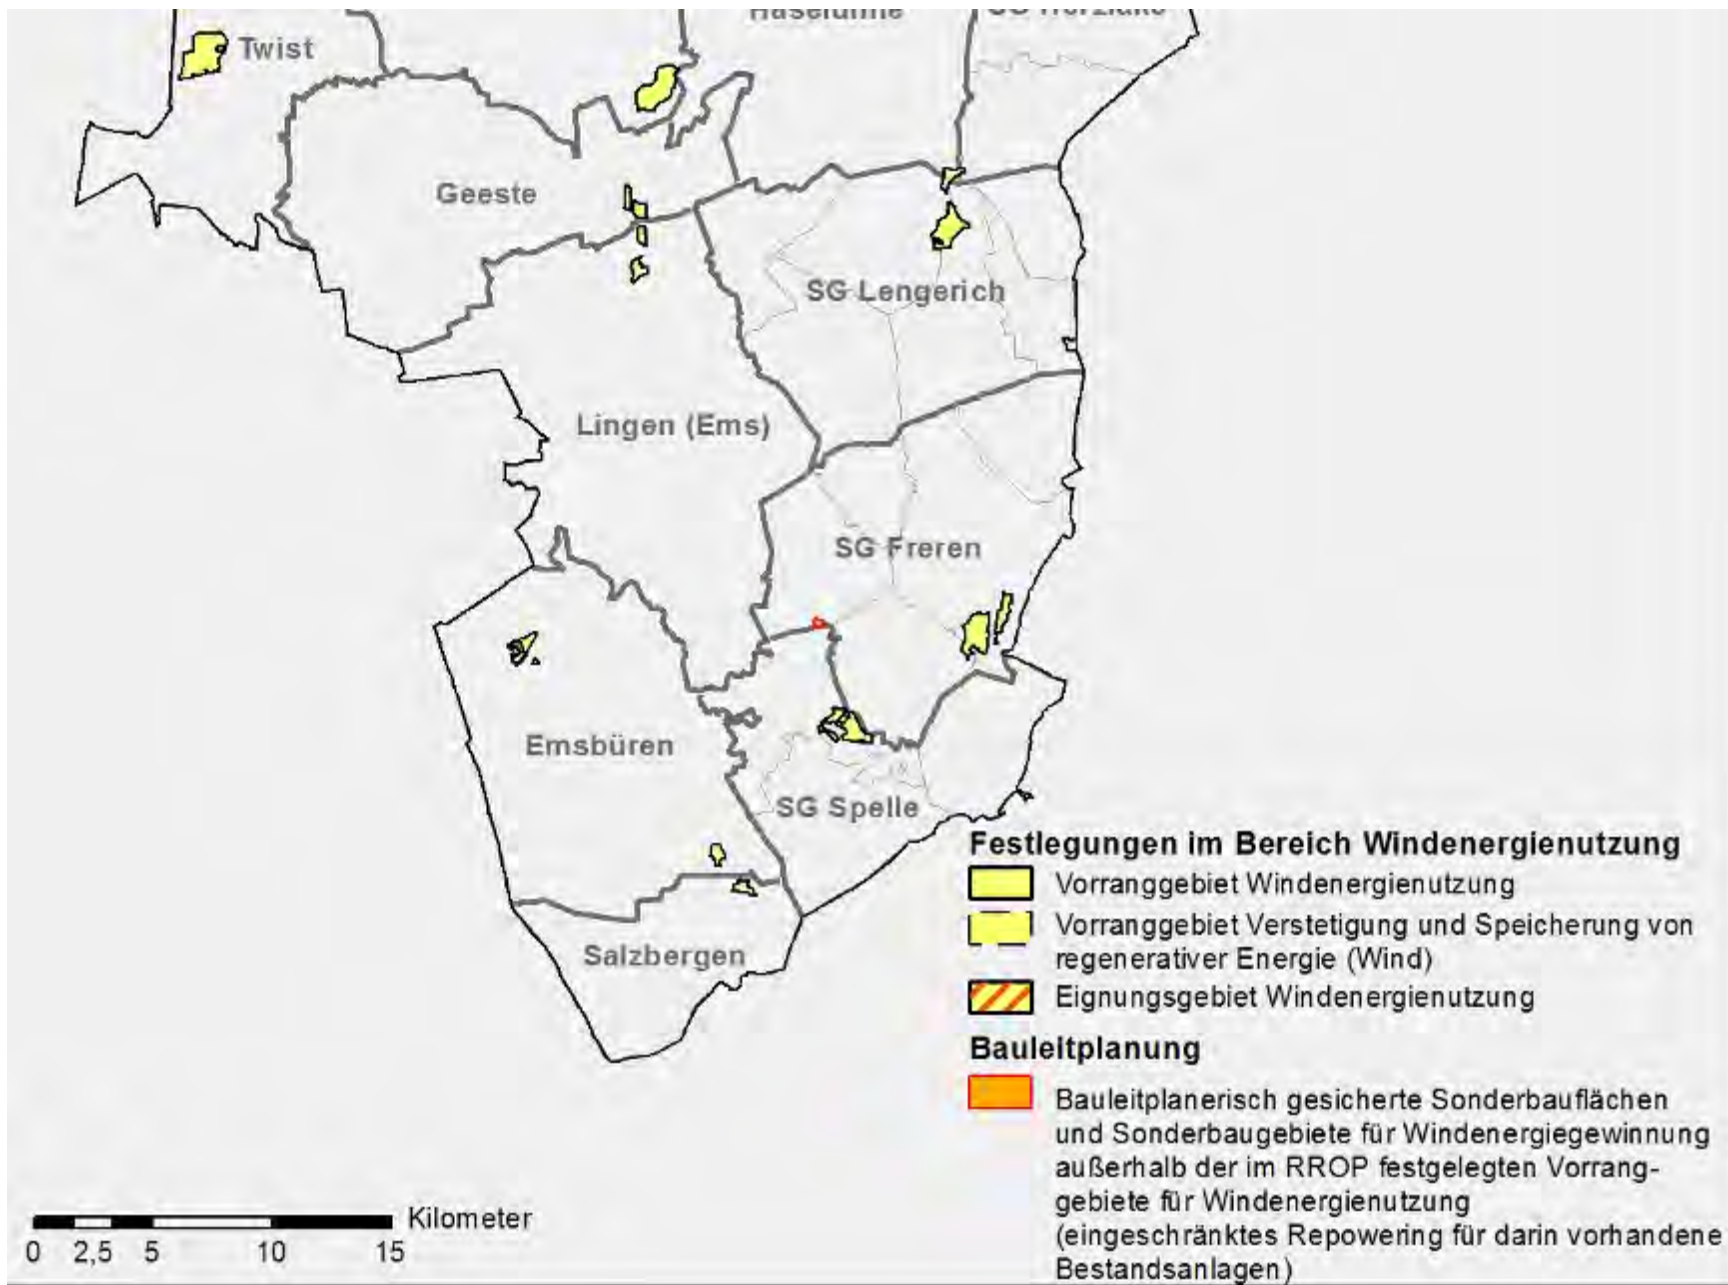 Haselünne
SG Herzlake
Twist
Geeste
SG Lengerich
Lingen (Ems)
SG Freren
Emsbüren
SG Spelle
Salzbergen
Festlegungen im Bereich Windenergienutzung
Vorranggebiet Windenergienutzung
Vorranggebiet Verstetigung und Speicherung von
regenerativer Energie (Wind)
Eignungsgebiet Windenergienutzung
Bauleitplanung
Bauleitplanerisch gesicherte Sonderbauflächen
und Sonderbaugebiete für Windenergiegewinnung
außerhalb der im RROP festgelegten Vorrang-
gebiete für Windenergienutzung
(eingeschränktes Repowering für darin vorhandene
Bestandsanlagen)
Kilometer
0 2,5 5 10 15